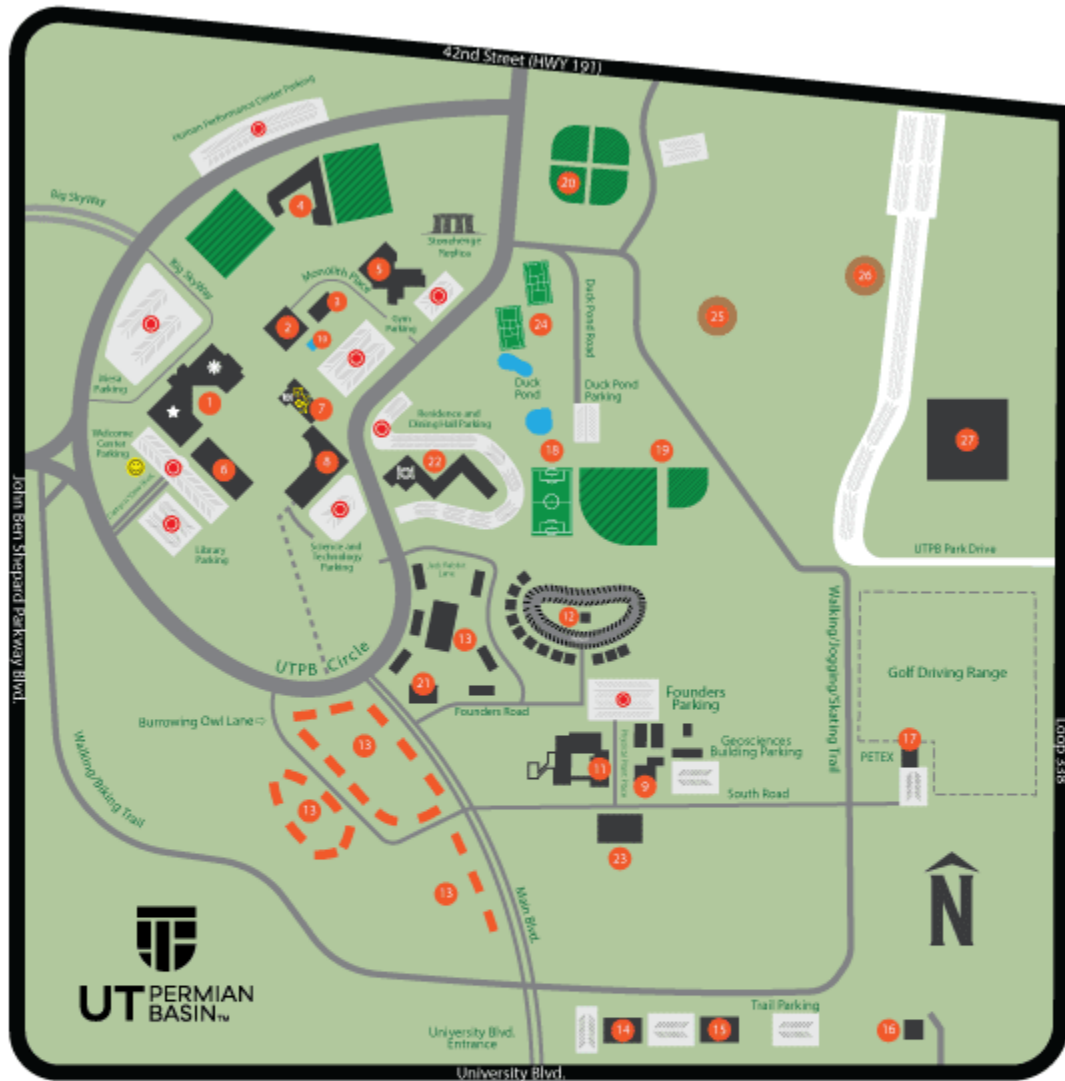 42nd Street (HWY 191)
Human Performance Center Parking
Big SkyWay
20
4
Stonehenge
Replica
5
26
Big SkyWay
Monolith Place
3
Gym
Parking
2
10
Duck Pond Road
24
25
West
Parking
1
7
Duck
Pond
Duck Pond
Parking
Residence and
Dining Hall Parking
Welcome
Center
Parking
6
8
22
18
19
27
John Ben Shepard Parkway Blvd.
Library
Parking
Science and
Technology
Parking
UTPB Park Drive
12
13
UTPB Circle
21
Walking/Jogging/Skating Trail
Golf Driving Range
Founders
Parking
Founders Road
Burrowing Owl Lane
13
Geosciences
Building Parking
Physical Plant Place
11
9
17
PETEX
Loop 338
South Road
Walking/Biking Trail
13
23
13
Main Blvd.
N
UT PERMIAN
BASIN™
Trail Parking
University Blvd.
Entrance
14
15
16
University Blvd.